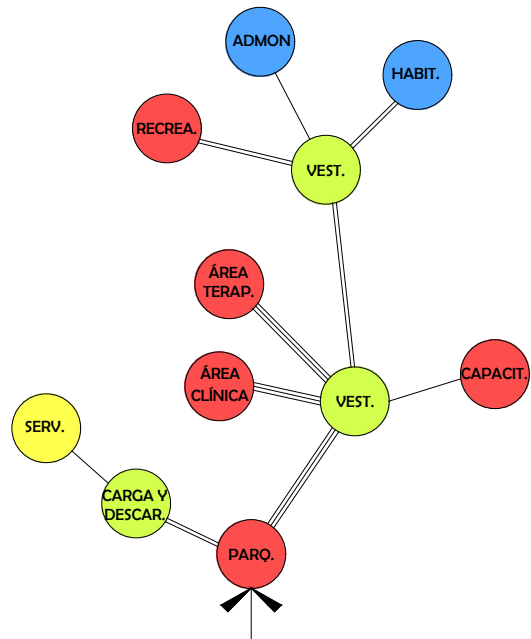 ADMON
HABIT.
RECREA.
VEST.
ÁREA
TERAP.
ÁREA
CLÍNICA
VEST.
CAPACIT.
SERV.
CARGA Y
DESCAR.
PARQ.